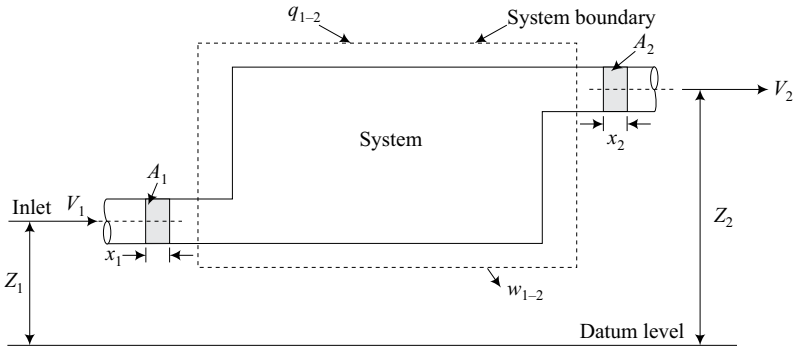 q1–2
System boundary
A2
V2
System
x2
A1
Inlet
V1
Z2
x1
Z1
w1–2
Datum level